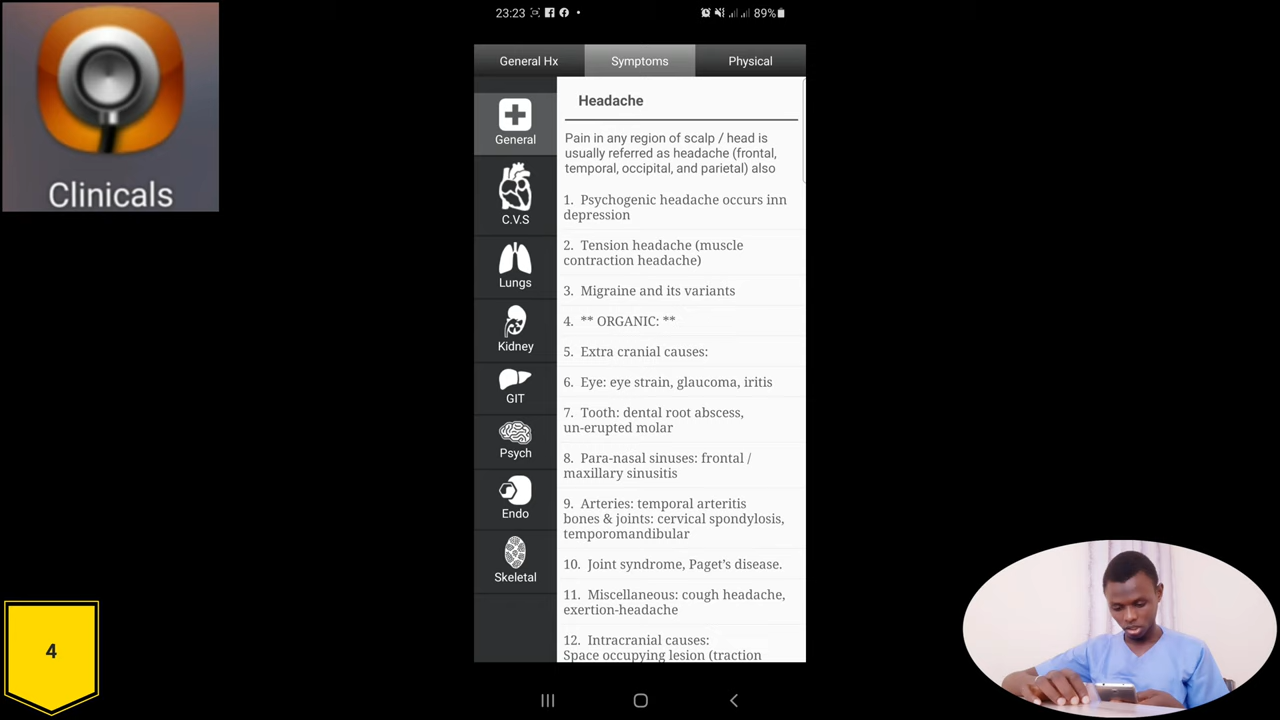 Clinicals
23:23
89%
General Hx
Symptoms
Physical
General
C.V.S
Lungs
Kidney
GIT
Psych
Endo
Skeletal
Headache
Pain in any region of scalp / head is
usually referred as headache (frontal,
temporal, occipital, and parietal) also
1. Psychogenic headache occurs inn
depression
2. Tension headache (muscle
contraction headache)
3. Migraine and its variants
4. ** ORGANIC: **
5. Extra cranial causes:
6. Eye: eye strain, glaucoma, iritis
7. Tooth: dental root abscess,
un-erupted molar
8. Para-nasal sinuses: frontal /
maxillary sinusitis
9. Arteries: temporal arteritis
bones & joints: cervical spondylosis,
temporomandibular
10. Joint syndrome, Paget’s disease.
11. Miscellaneous: cough headache,
exertion-headache
12. Intracranial causes:
Space occupying lesion (traction
4